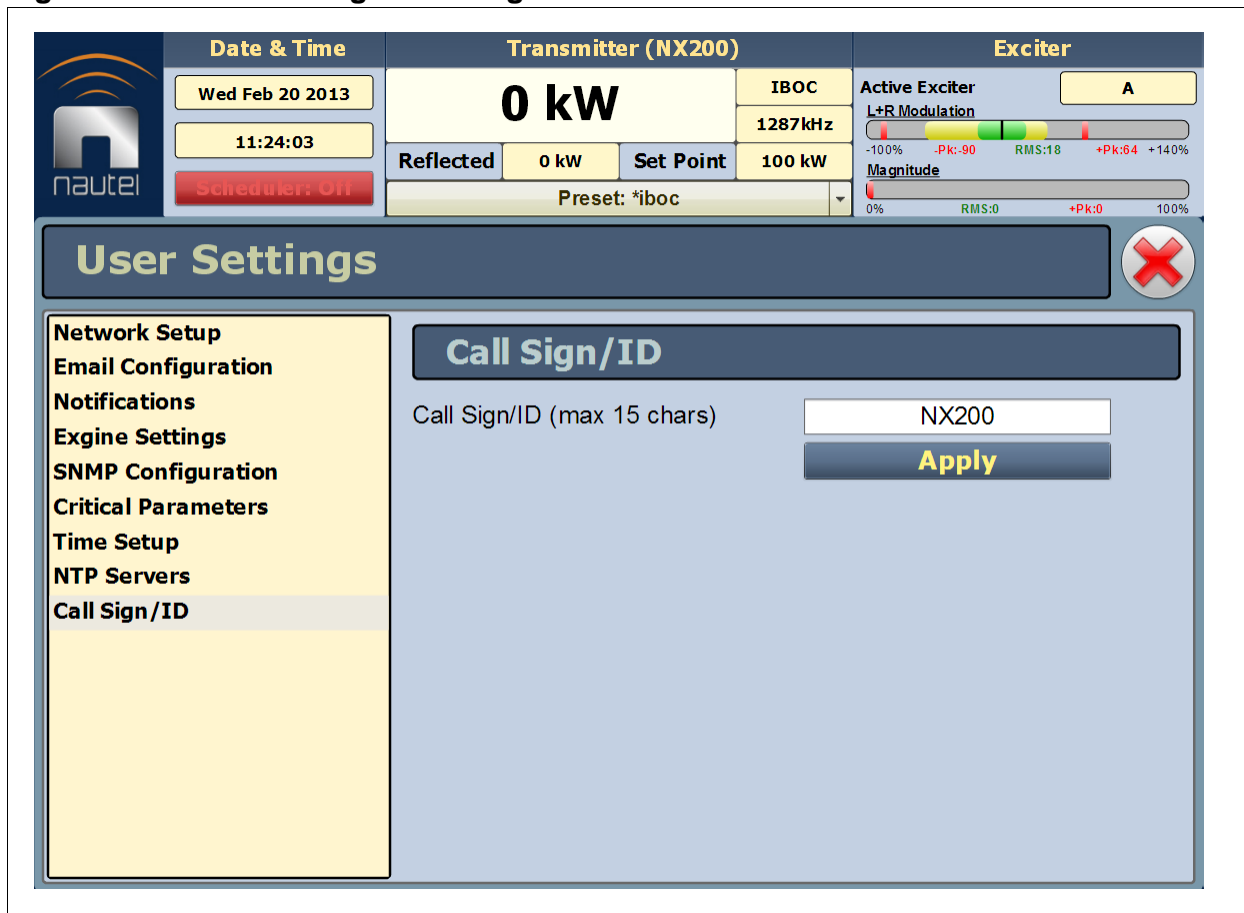 Date & Time
Transmitter (NX200)
Exciter
Wed Feb 20 2013
11:24:03
Scheduler: Off
nautel
0 kW
IBOC
1287kHz
Reflected 0 kW Set Point 100 kW
Preset: *iboc
Active Exciter A
L+R Modulation
-100% -Pk:-90 RMS:18 +Pk:64 +140%
Magnitude
0% RMS:0 +Pk:0 100%
User Settings
Network Setup
Email Configuration
Notifications
Exgine Settings
SNMP Configuration
Critical Parameters
Time Setup
NTP Servers
Call Sign/ID
Call Sign/ID
Call Sign/ID (max 15 chars) NX200
Apply